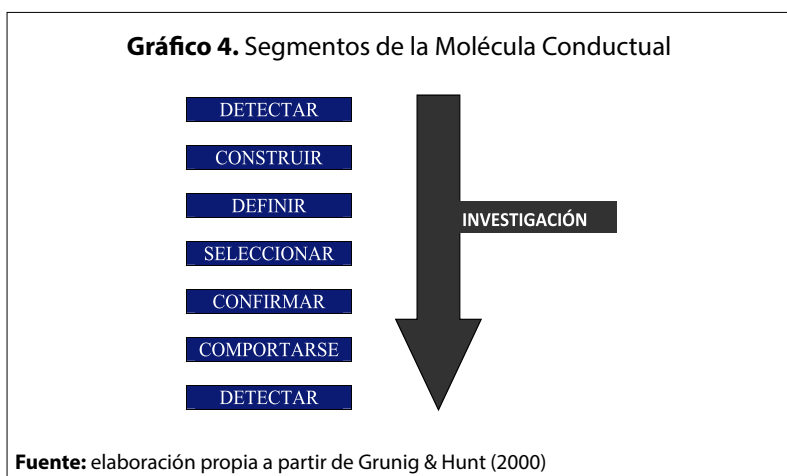 Gráfico 4. Segmentos de la Molécula Conductual
DETECTAR
CONSTRUIR
DEFINIR
INVESTIGACIÓN
SELECCIONAR
CONFIRMAR
COMPORTARSE
DETECTAR
Fuente: elaboración propia a partir de Grunig & Hunt (2000)